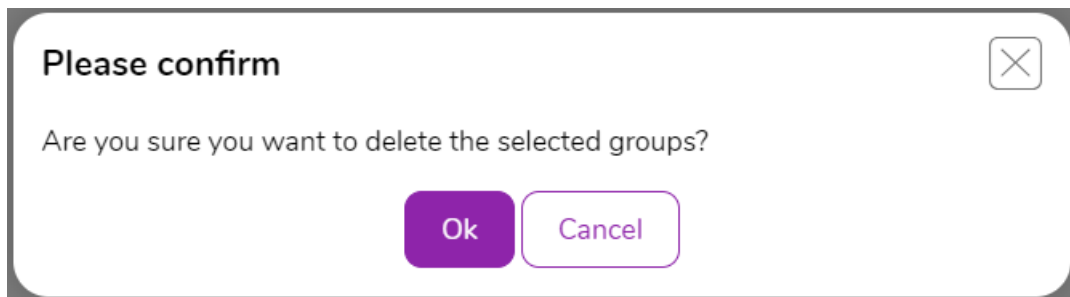 Please confirm
Are you sure you want to delete the selected groups?
Ok Cancel